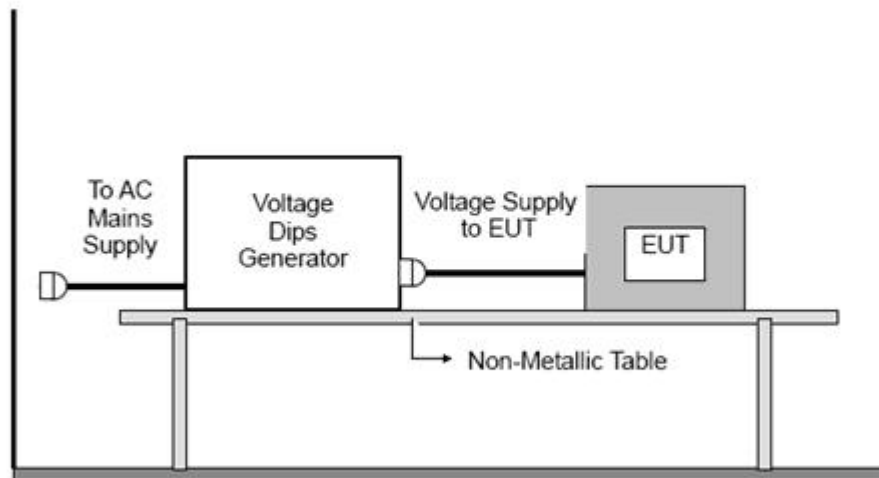 To AC
Mains
Supply
Voltage
Dips
Generator
Voltage Supply
to EUT
EUT
Non-Metallic Table